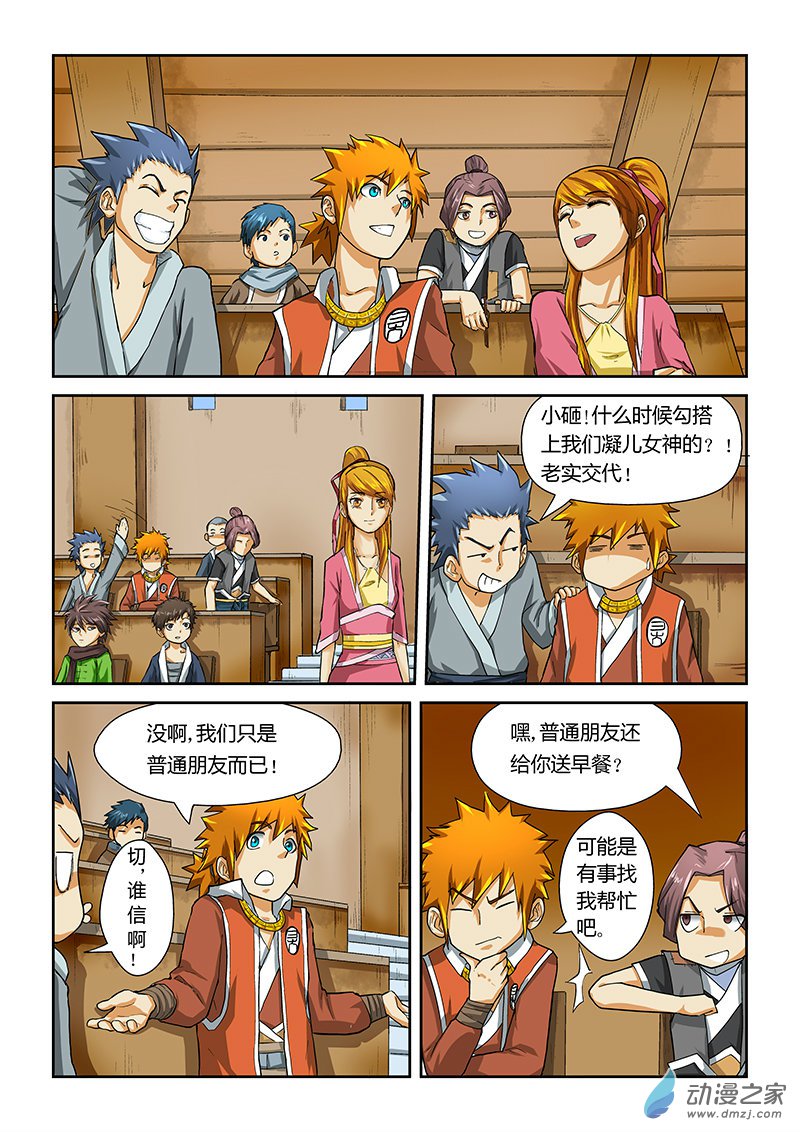 小砸！什么时候勾搭
上我们凝儿女神的？！
老实交代！
没啊，我们只是
普通朋友而已！
切，
谁信啊！
嘿，普通朋友还
给你送早餐？
可能是
有事找
我帮忙
吧。
动漫之家
www.dmzj.com